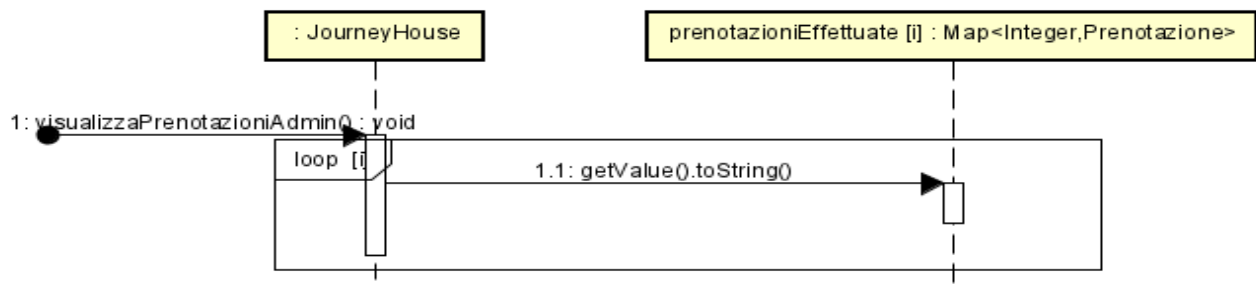 : JourneyHouse
prenotazioniEffettuate [i] : Map<Integer,Prenotazione>
1: visualizzaPrenotazioniAdmin() : void
loop [i]
1.1: getValue().toString()